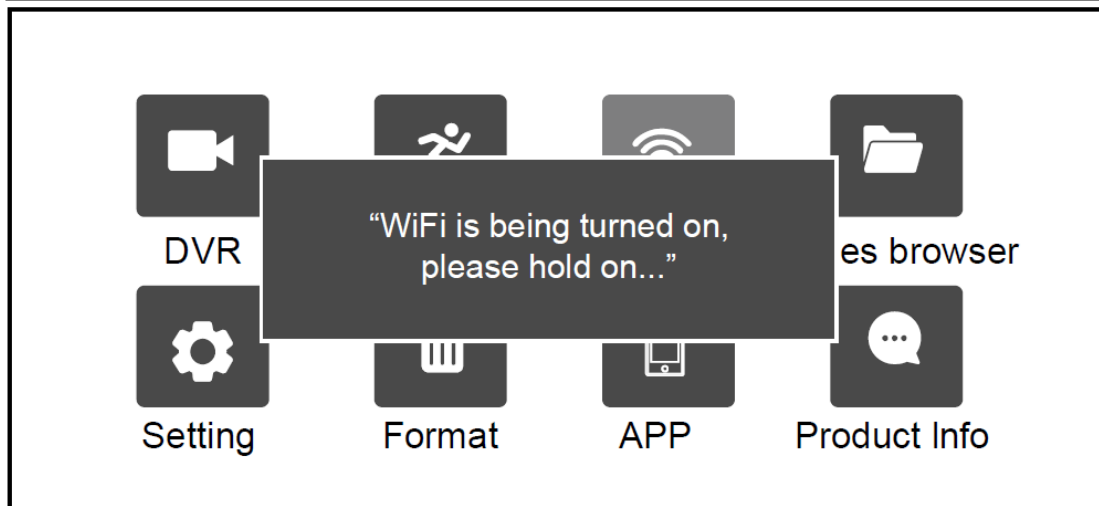 “WiFi is being turned on,
please hold on...”
DVR
es browser
Setting
Format
APP
Product Info